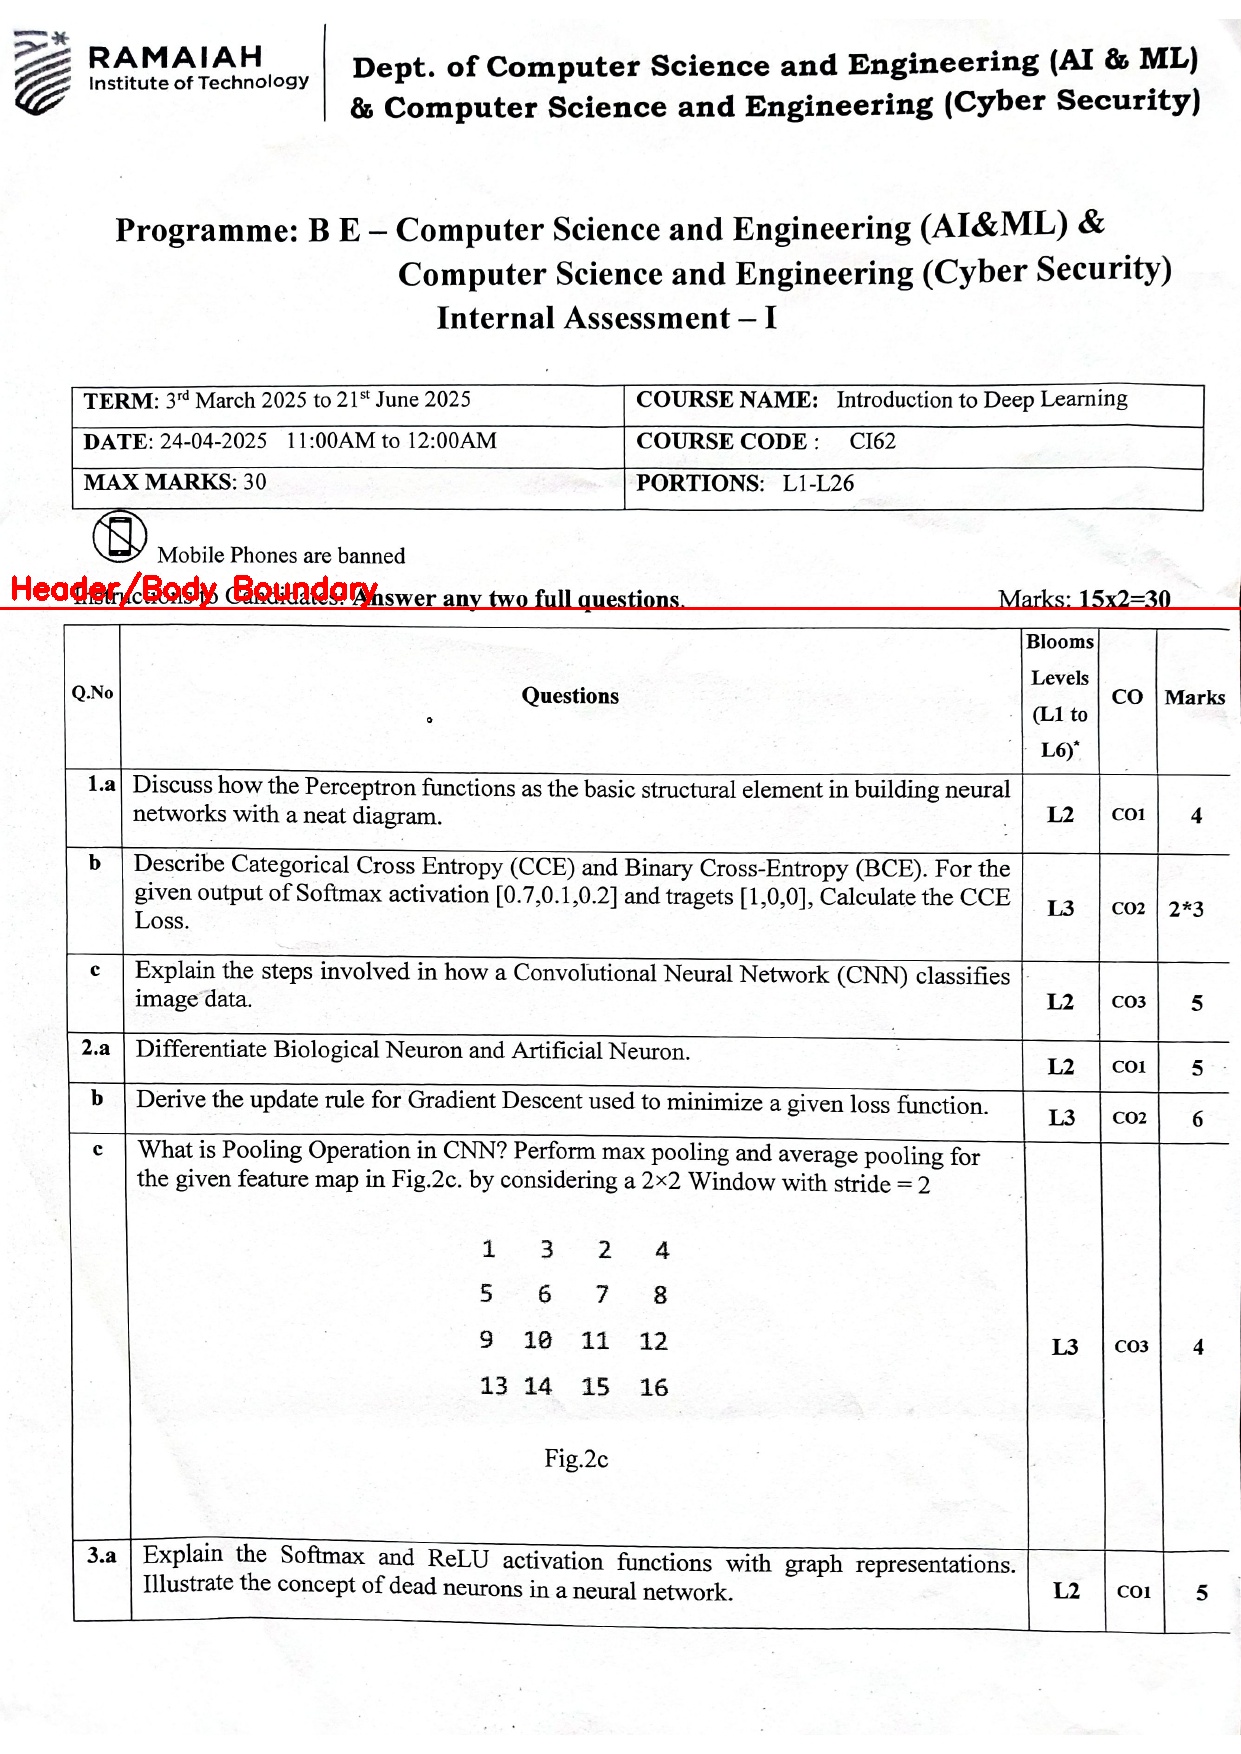 RAMAIAH
Institute of Technology
Dept. of Computer Science and Engineering (AI & ML)
& Computer Science and Engineering (Cyber Security)
Programme: B E – Computer Science and Engineering (AI&ML) &
Computer Science and Engineering (Cyber Security)
Internal Assessment – I
TERM: 3rd March 2025 to 21st June 2025 COURSE NAME: Introduction to Deep Learning
DATE: 24-04-2025 11:00AM to 12:00AM COURSE CODE : CI62
MAX MARKS: 30 PORTIONS: L1-L26
Mobile Phones are banned
Header/Body Boundary
Instructions to Candidates: Answer any two full questions. Marks: 15x2=30
Q.No Questions Blooms Levels (L1 to L6)* CO Marks
1.a Discuss how the Perceptron functions as the basic structural element in building neural
networks with a neat diagram. L2 CO1 4
b Describe Categorical Cross Entropy (CCE) and Binary Cross-Entropy (BCE). For the
given output of Softmax activation [0.7,0.1,0.2] and tragets [1,0,0], Calculate the CCE
Loss. L3 CO2 2*3
c Explain the steps involved in how a Convolutional Neural Network (CNN) classifies
image data. L2 CO3 5
2.a Differentiate Biological Neuron and Artificial Neuron. L2 CO1 5
b Derive the update rule for Gradient Descent used to minimize a given loss function. L3 CO2 6
c What is Pooling Operation in CNN? Perform max pooling and average pooling for
the given feature map in Fig.2c. by considering a 2×2 Window with stride = 2
1 3 2 4
5 6 7 8
9 10 11 12
13 14 15 16
L3 CO3 4
Fig.2c
3.a Explain the Softmax and ReLU activation functions with graph representations.
Illustrate the concept of dead neurons in a neural network. L2 CO1 5